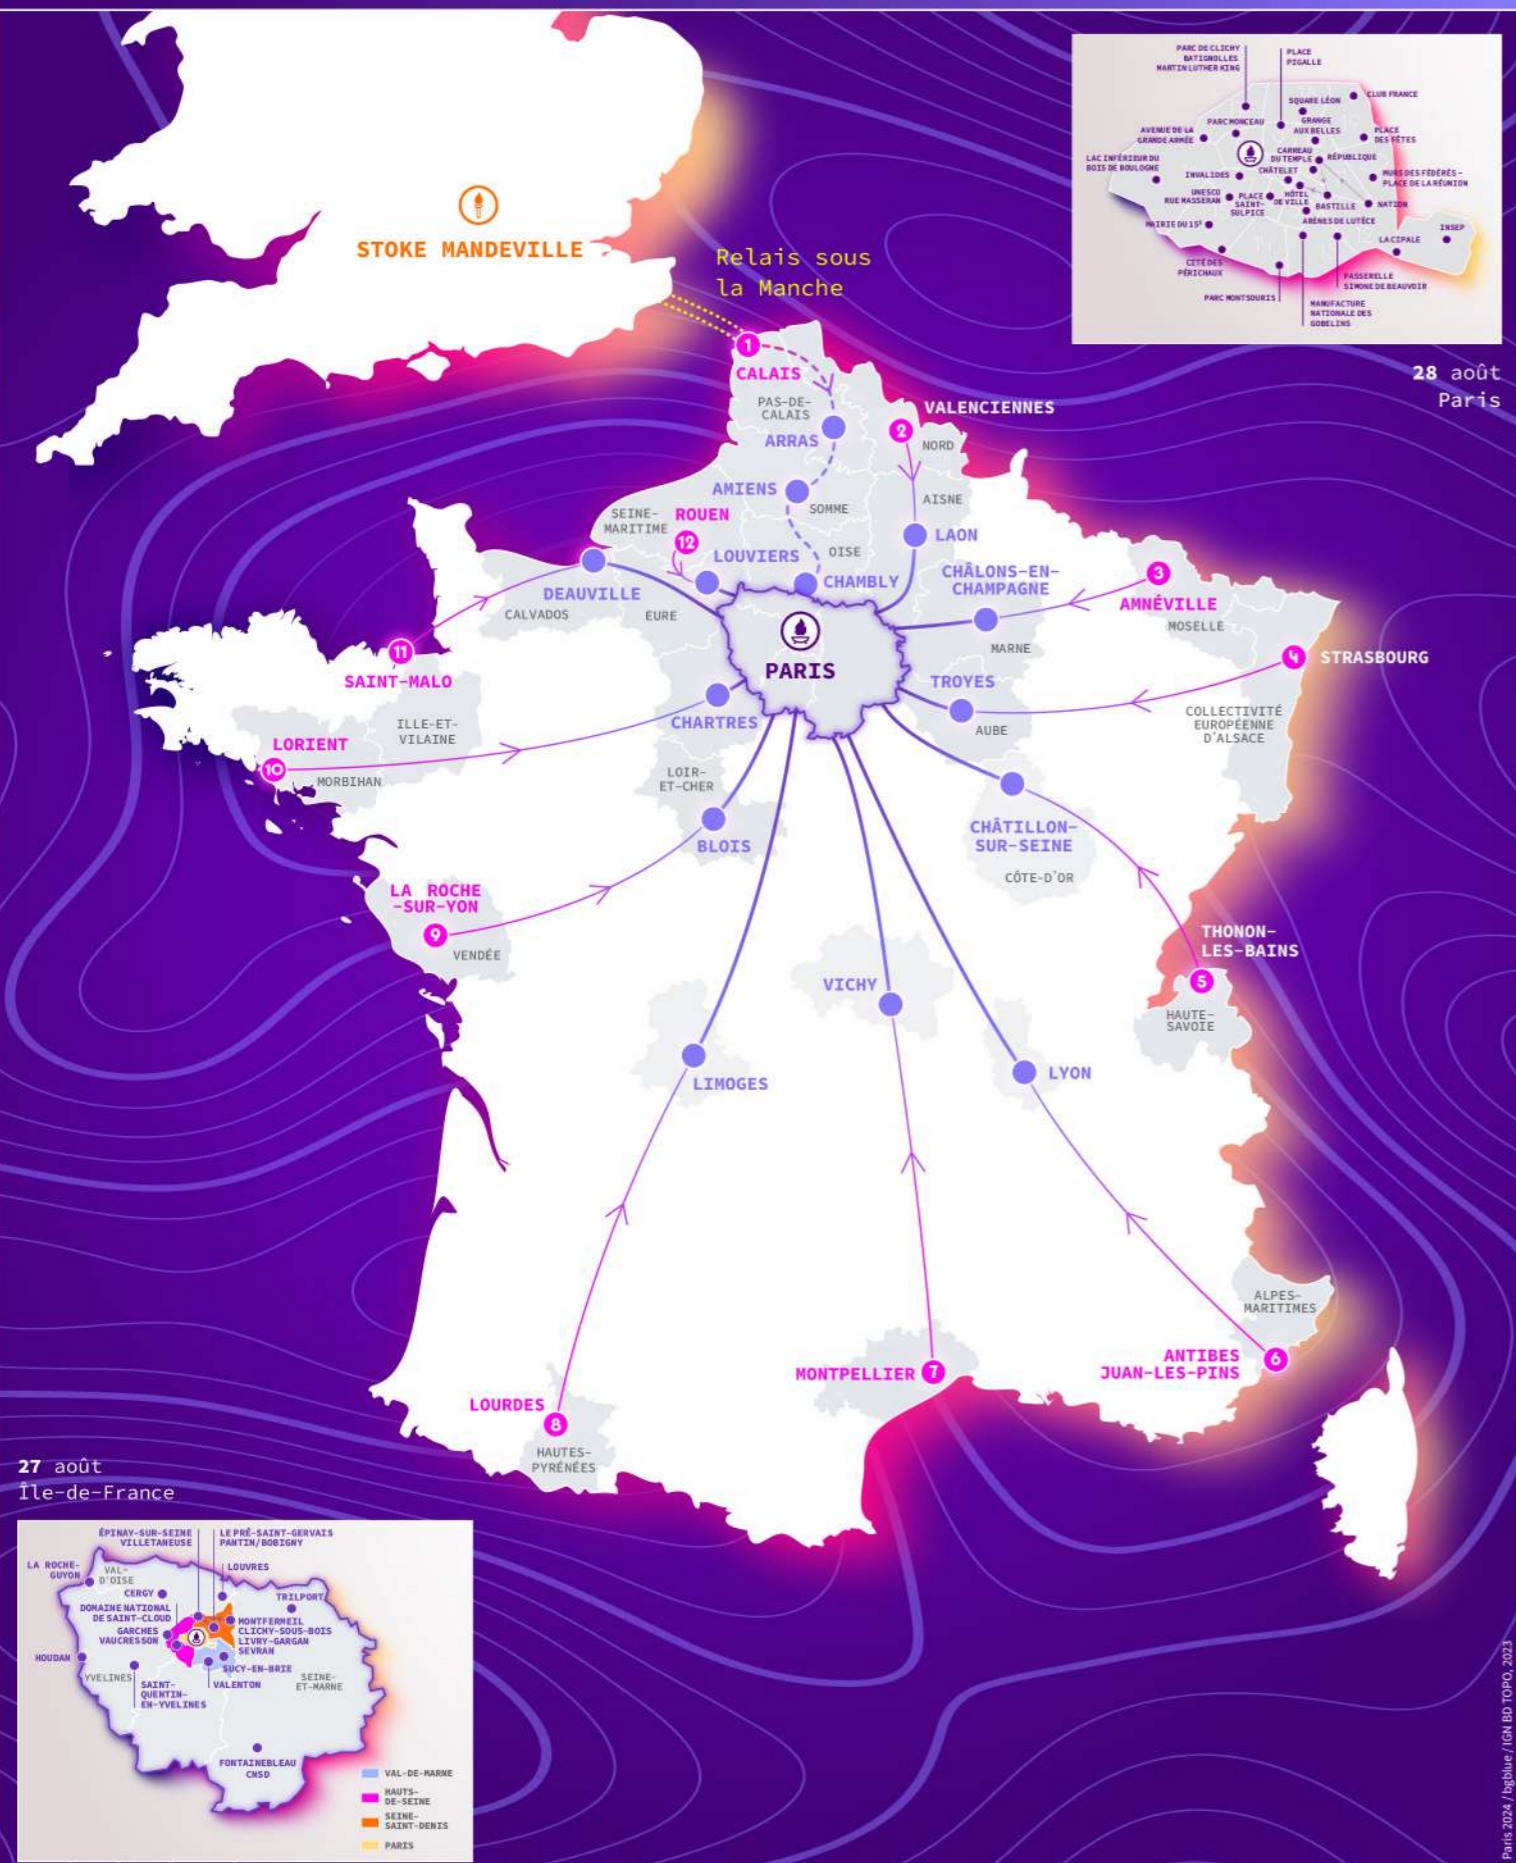 PARC DE CLICHY
BATIGNOLLES
MARTIN LUTHER KING
PLACE
PIGALLE
CLUB FRANCE
SQUARE LÉON
PARC MONCEAU
GRANGE
AUX BELLES
AVENUE DE LA
GRANDE ARMÉE
PLACE
DES FÊTES
CARREAU
DU TEMPLE
RÉPUBLIQUE
LAC INFÉRIEUR DU
BOIS DE BOULOGNE
INVALIDES
CHÂTELET
MURS DES FÉDÉRÉS -
PLACE DE LA RÉUNION
UNESCO
RUE MASSERAN
PLACE
SAINT-
SULPICE
HÔTEL
DE VILLE
BASTILLE
NATION
ARÈNES DE LUTÈCE
MAIRIE DU 15E
INSEP
LA CIPALE
CITÉ DES
PÉRICHAUX
PASSERELLE
SIMONE DE BEAUVOIR
PARC MONTSOURIS
MANUFACTURE
NATIONALE DES
GOBELINS
28 août
Paris
STOKE MANDEVILLE
Relais sous
la Manche
1
CALAIS
PAS-DE-
CALAIS
ARRAS
VALENCIENNES
2
NORD
AMIENS
SOMME
AISNE
SEINE-
MARITIME
ROUEN
12
LOUVIERS
OISE
LAON
CHAMBLY
CHÂLONS-EN-
CHAMPAGNE
3
AMNÉVILLE
MOSELLE
DEAUVILLE
CALVADOS
EURE
MARNE
PARIS
4
STRASBOURG
11
SAINT-MALO
TROYES
AUBE
COLLECTIVITÉ
EUROPÉENNE
D'ALSACE
CHARTRES
ILLE-ET-
VILAINE
LORIENT
10
MORBIHAN
LOIR-
ET-CHER
BLOIS
CHÂTILLON-
SUR-SEINE
CÔTE-D'OR
LA ROCHE
-SUR-YON
9
VENDÉE
THONON-
LES-BAINS
5
HAUTE-
SAVOIE
VICHY
LIMOGES
LYON
ALPES-
MARITIMES
ANTIBES
JUAN-LES-PINS
6
MONTPELLIER
7
LOURDES
8
HAUTES-
PYRÉNÉES
27 août
Île-de-France
ÉPINAY-SUR-SEINE
VILLETANEUSE
LE PRÉ-SAINT-GERVAIS
PANTIN/BOBIGNY
LA ROCHE-
GUYON
VAL-
D'OISE
LOUVRES
CERGY
TRILPORT
DOMAINE NATIONAL
DE SAINT-CLOUD
GARCHES
VAUCRESSON
MONTFERMEIL
CLICHY-SOUS-BOIS
LIVRY-GARGAN
SEVRAN
HOUDAN
SUCY-EN-BRIE
YVELINES
SAINT-
QUENTIN-
EN-YVELINES
VALENTON
SEINE-
ET-MARNE
FONTAINEBLEAU
CNSD
VAL-DE-MARNE
HAUTS-
DE-SEINE
SEINE-
SAINT-DENIS
PARIS
Paris 2024 / bgblue / IGN BD TOPO, 2023